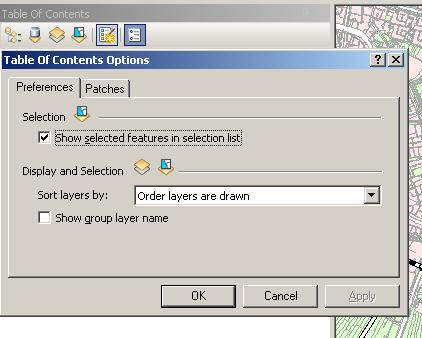 Table Of Contents
Table Of Contents Options
Preferences
Patches
Selection
Show selected features in selection list
Display and Selection
Sort layers by:
Order layers are drawn
Show group layer name
OK
Cancel
Apply